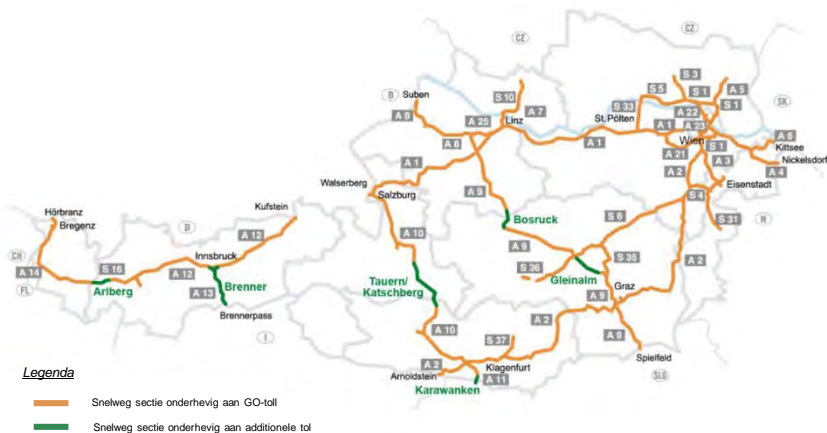 CZ
CZ
S 3
S 5
S 1
A 5
D
Suben
S 10
A 7
S 33
S 1
SK
A 8
A 25
Linz
St.Pölten
A 22
A 23
A 6
A 8
A 1
A 1
Wien
Kittsee
A 1
A 21
S 1
A 3
Nickelsdorf
A 2
A 4
Walserberg
Salzburg
A 9
Eisenstadt
S 4
Kufstein
Hörbranz
Bregenz
D
A 12
Bosruck
S 6
S 31
H
Innsbruck
A 10
A 9
S 35
CH
S 16
A 12
A 2
A 14
Brenner
Tauern/
Katschberg
S 36
Gleinalm
Graz
FL
Arlberg
A 13
A 9
Brennerpass
A 10
A 2
I
S 37
A 9
A 2
Klagenfurt
Spielfeld
Arnoldstein
A 11
SLO
Karawanken
Legenda
Snelweg sectie onderhevig aan GO-toll
Snelweg sectie onderhevig aan additionele tol